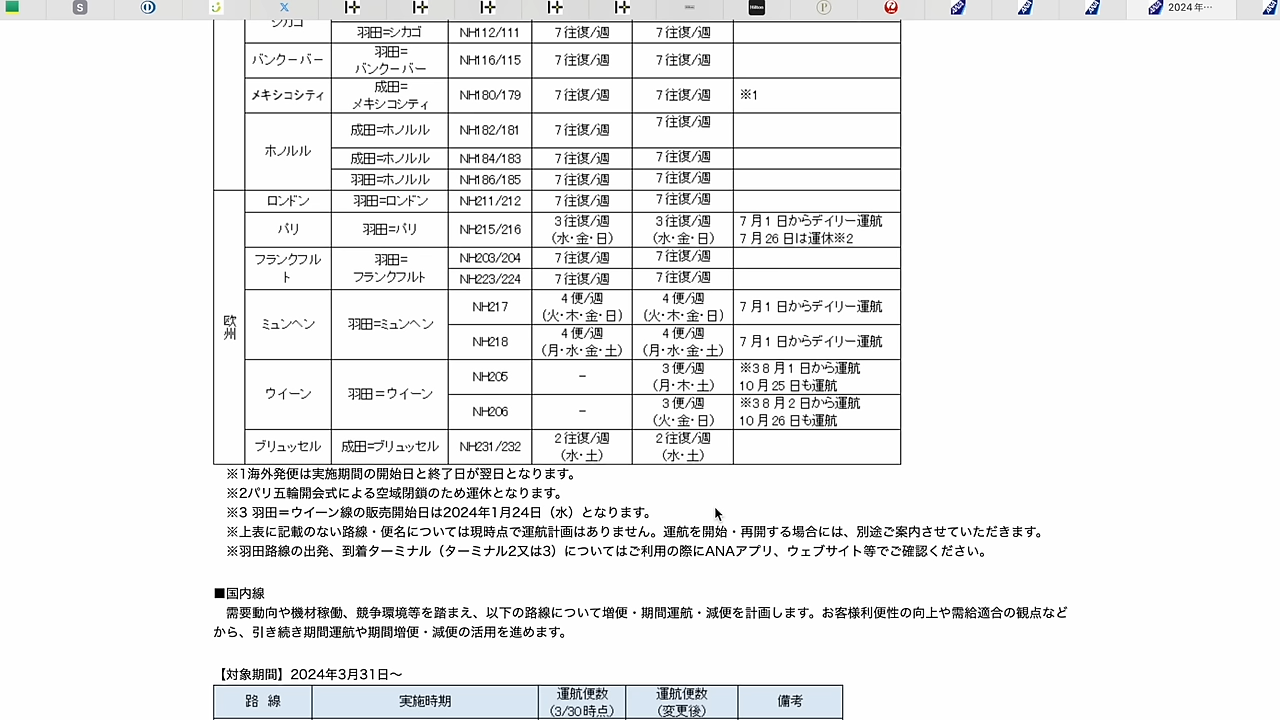 S
2024 年…
シカゴ
羽田=シカゴ NH112/111 7往復/週 7往復/週
バンクーバー 羽田=
バンクーバー NH116/115 7往復/週 7往復/週
メキシコシティ 成田=
メキシコシティ NH180/179 7往復/週 7往復/週 ※1
ホノルル 成田=ホノルル NH182/181 7往復/週 7往復/週
成田=ホノルル NH184/183 7往復/週 7往復/週
羽田=ホノルル NH186/185 7往復/週 7往復/週
欧州
ロンドン 羽田=ロンドン NH211/212 7往復/週 7往復/週
パリ 羽田=パリ NH215/216 3往復/週
(水・金・日) 3往復/週
(水・金・日) 7月1日からデイリー運航
7月26日は運休※2
フランクフルト 羽田=
フランクフルト NH203/204 7往復/週 7往復/週
NH223/224 7往復/週 7往復/週
ミュンヘン 羽田=ミュンヘン NH217 4便/週
(火・木・金・日) 4便/週
(火・木・金・日) 7月1日からデイリー運航
NH218 4便/週
(月・水・金・土) 4便/週
(月・水・金・土) 7月1日からデイリー運航
ウイーン 羽田=ウイーン NH205 - 3便/週
(月・木・土) ※3 8月1日から運航
10月25日も運航
NH206 - 3便/週
(火・金・日) ※3 8月2日から運航
10月26日も運航
ブリュッセル 成田=ブリュッセル NH231/232 2往復/週
(水・土) 2往復/週
(水・土)
※1海外発便は実施期間の開始日と終了日が翌日となります。
※2パリ五輪開会式による空域閉鎖のため運休となります。
※3 羽田＝ウイーン線の販売開始日は2024年1月24日（水）となります。
※上表に記載のない路線・便名については現時点で運航計画はありません。運航を開始・再開する場合には、別途ご案内させていただきます。
※羽田路線の出発、到着ターミナル（ターミナル2又は3）についてはご利用の際にANAアプリ、ウェブサイト等でご確認ください。
■国内線
需要動向や機材稼働、競争環境等を踏まえ、以下の路線について増便・期間運航・減便を計画します。お客様利便性の向上や需給適合の観点など
から、引き続き期間運航や期間増便・減便の活用を進めます。
【対象期間】2024年3月31日～
路線 実施時期 運航便数
(3/30時点) 運航便数
(変更後) 備考